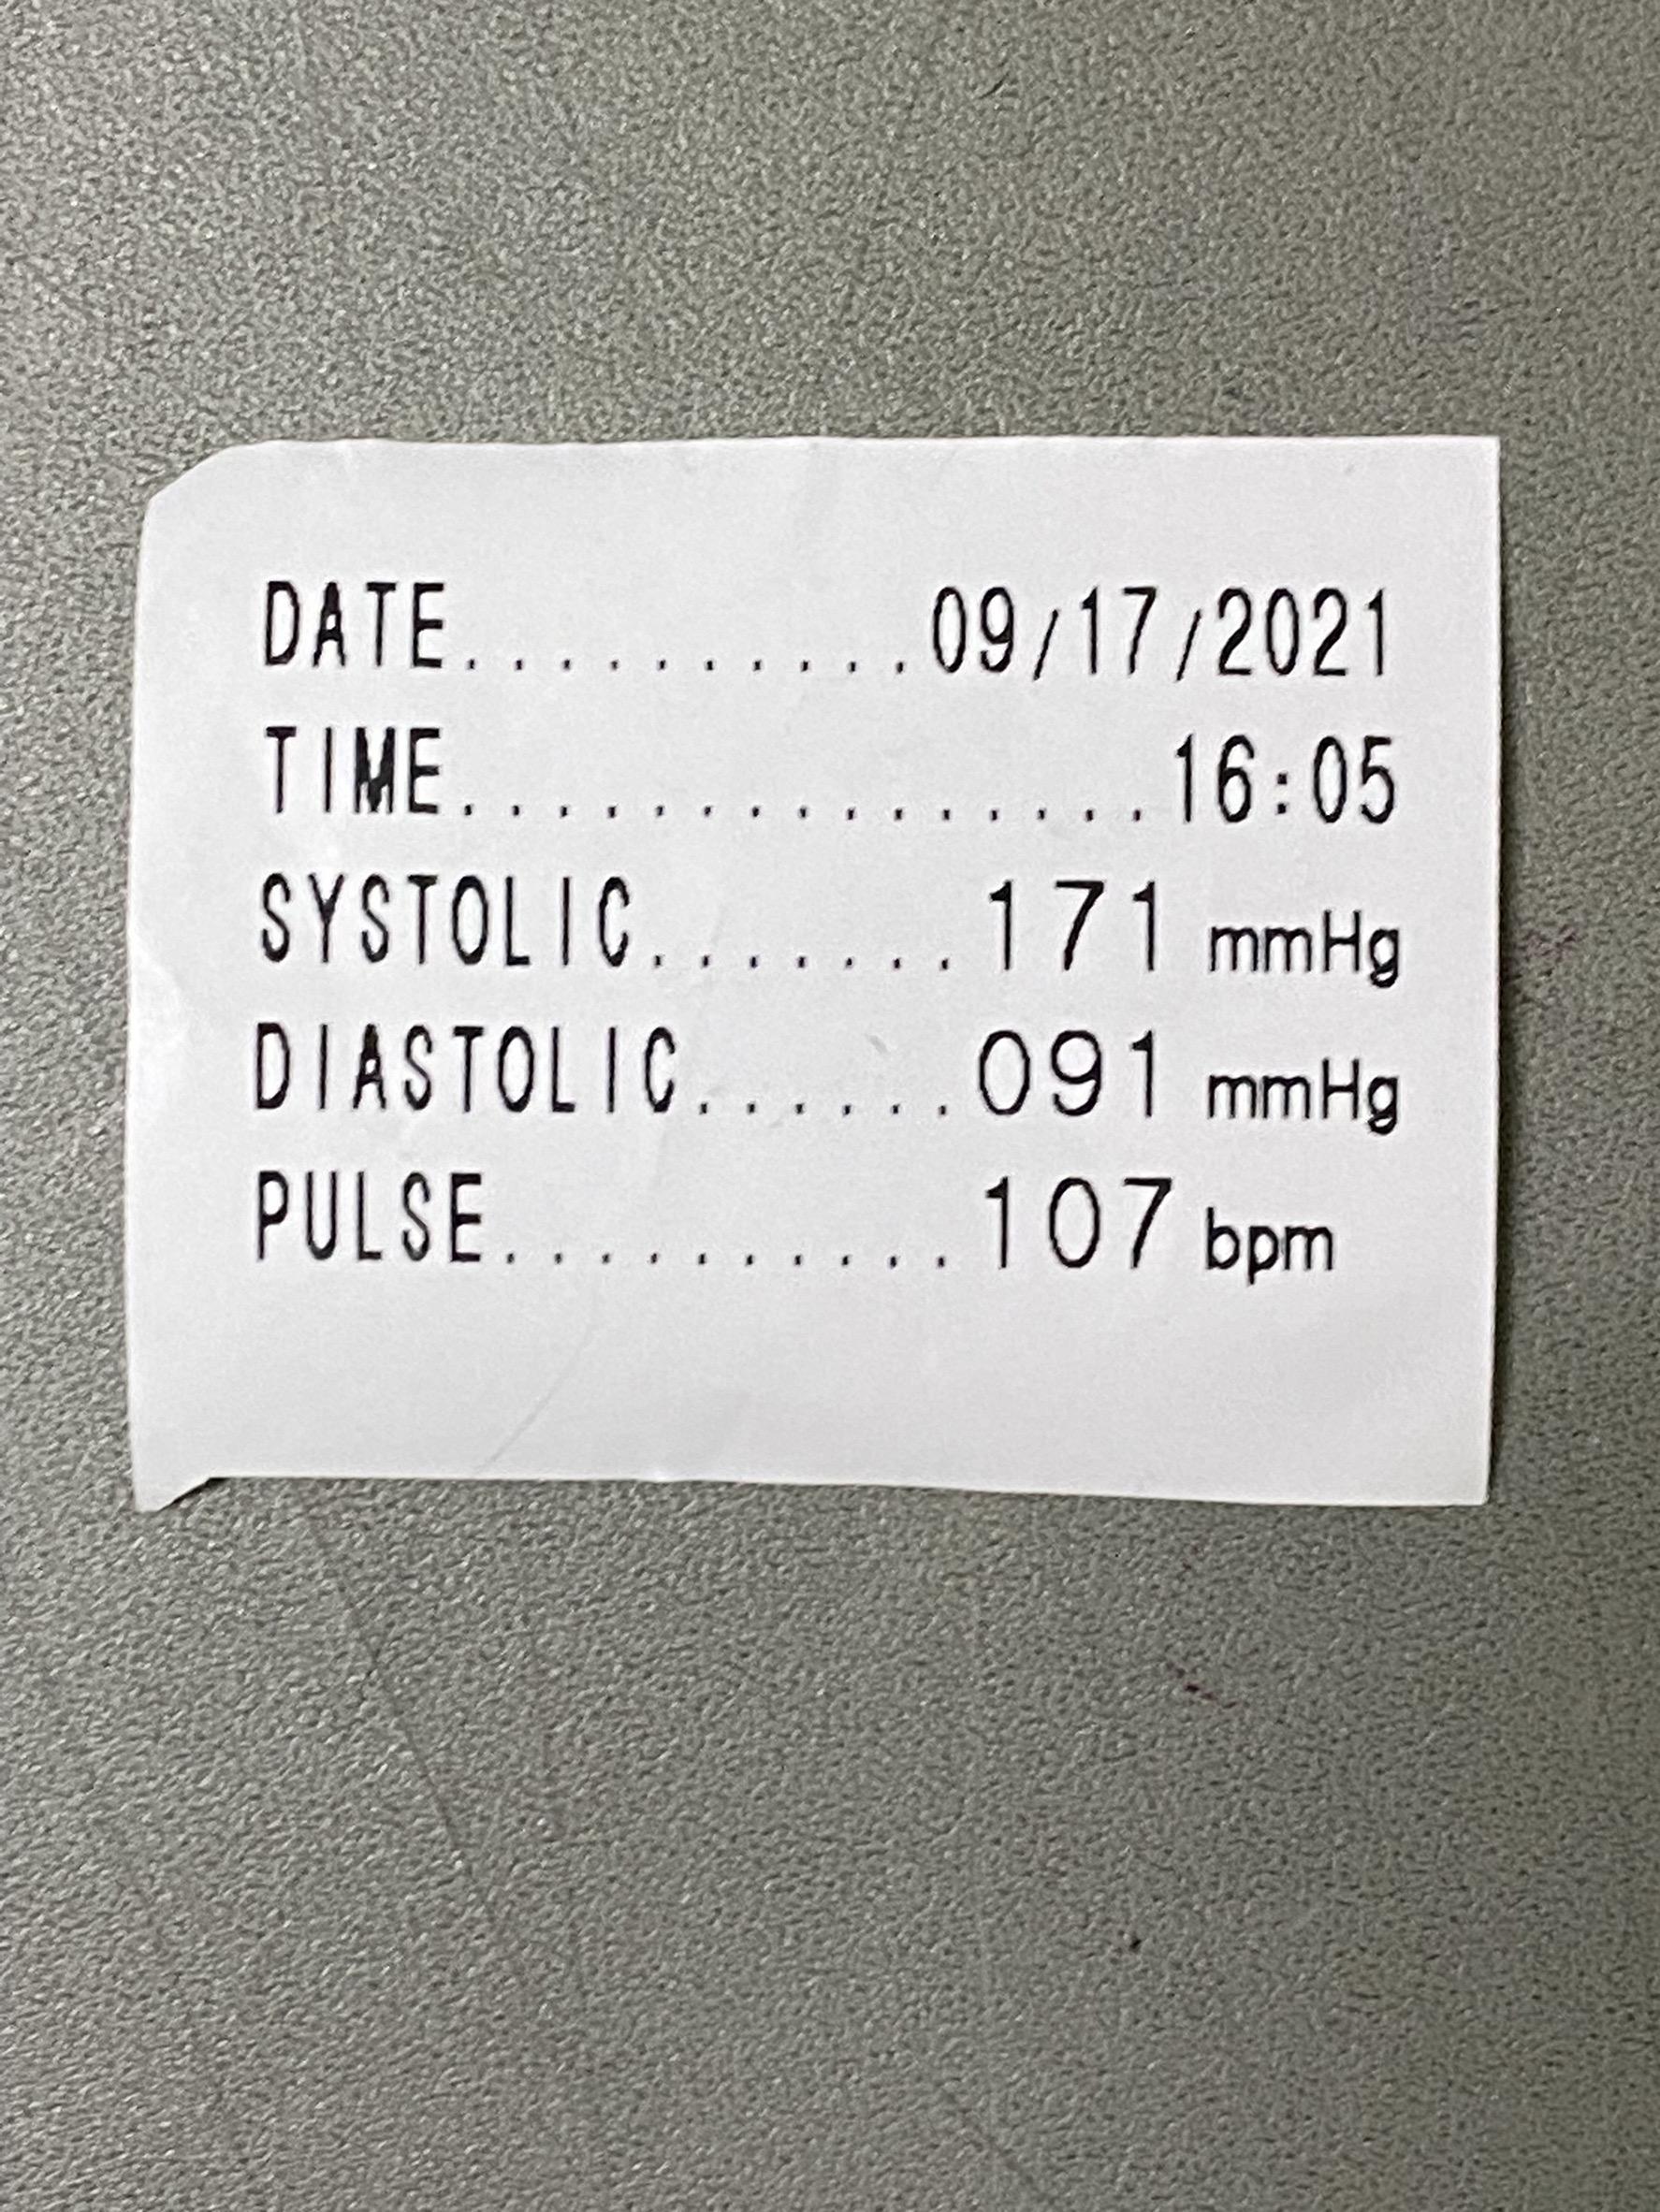 DATE...........09/17/2021
TIME...............16:05
SYSTOLIC.......171 mmHg
DIASTOLIC......091 mmHg
PULSE..........107 bpm